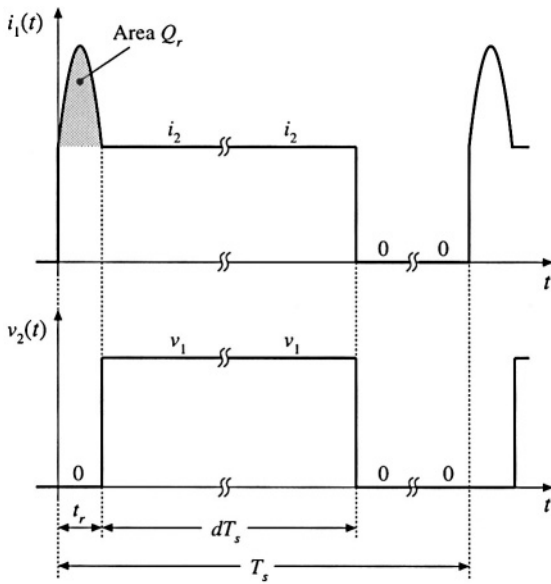 i₁(t)
Area Qᵣ
i₂ i₂
0 0
t
v₂(t)
v₁ v₁
0 0 0
t
tᵣ
dTₛ
Tₛ